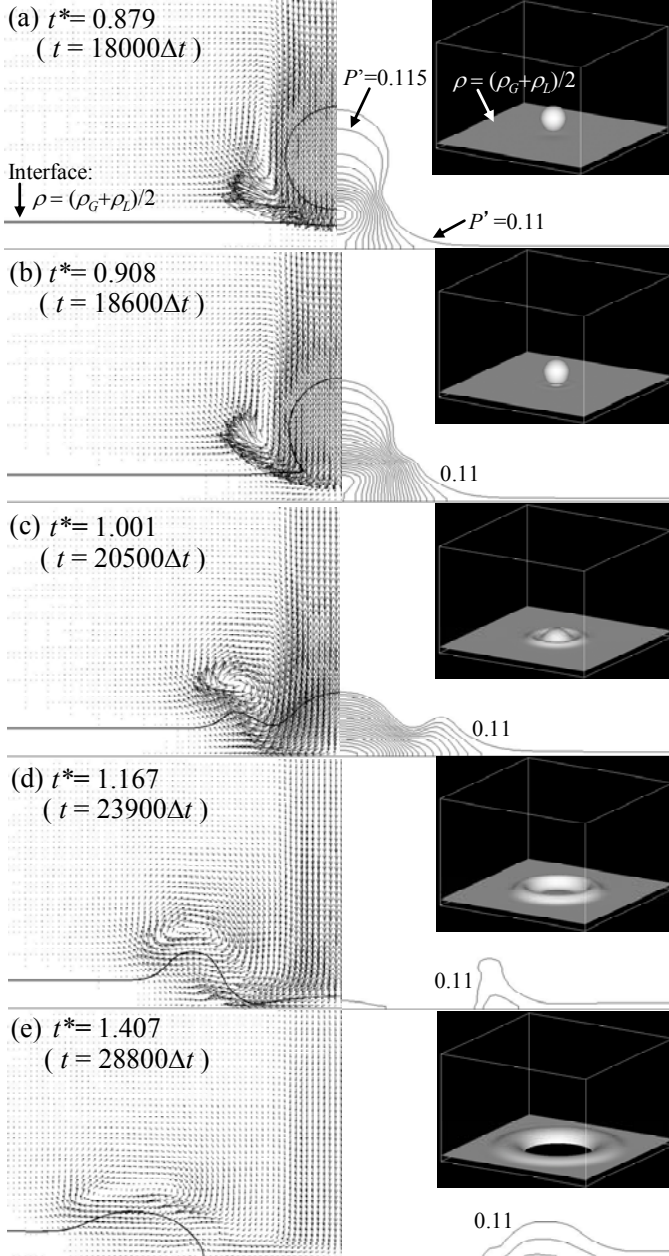 (a) t*= 0.879
( t = 18000Δt )
P'=0.115
ρ = (ρG+ρL)/2
Interface:
ρ = (ρG+ρL)/2
P' =0.11
(b) t*= 0.908
( t = 18600Δt )
0.11
(c) t*= 1.001
( t = 20500Δt )
0.11
(d) t*= 1.167
( t = 23900Δt )
0.11
(e) t*= 1.407
( t = 28800Δt )
0.11